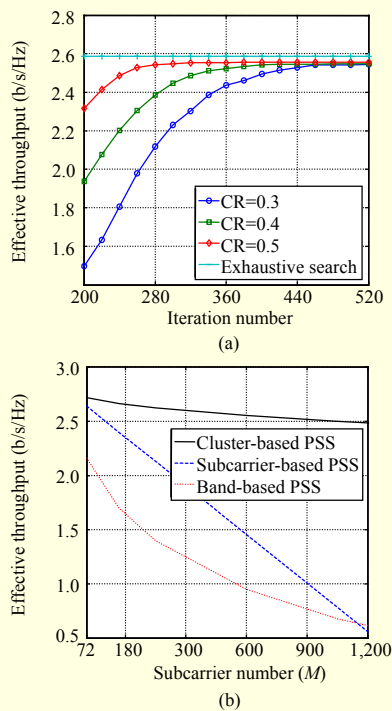 2.8
2.6
2.4
2.2
2.0
1.8
1.6
1.4
Effective throughput (b/s/Hz)
CR=0.3
CR=0.4
CR=0.5
Exhaustive search
200 280 360 440 520
Iteration number
(a)
3.0
2.5
2.0
1.5
1.0
0.5
Effective throughput (b/s/Hz)
Cluster-based PSS
Subcarrier-based PSS
Band-based PSS
72 180 300 600 900 1,200
Subcarrier number (M)
(b)